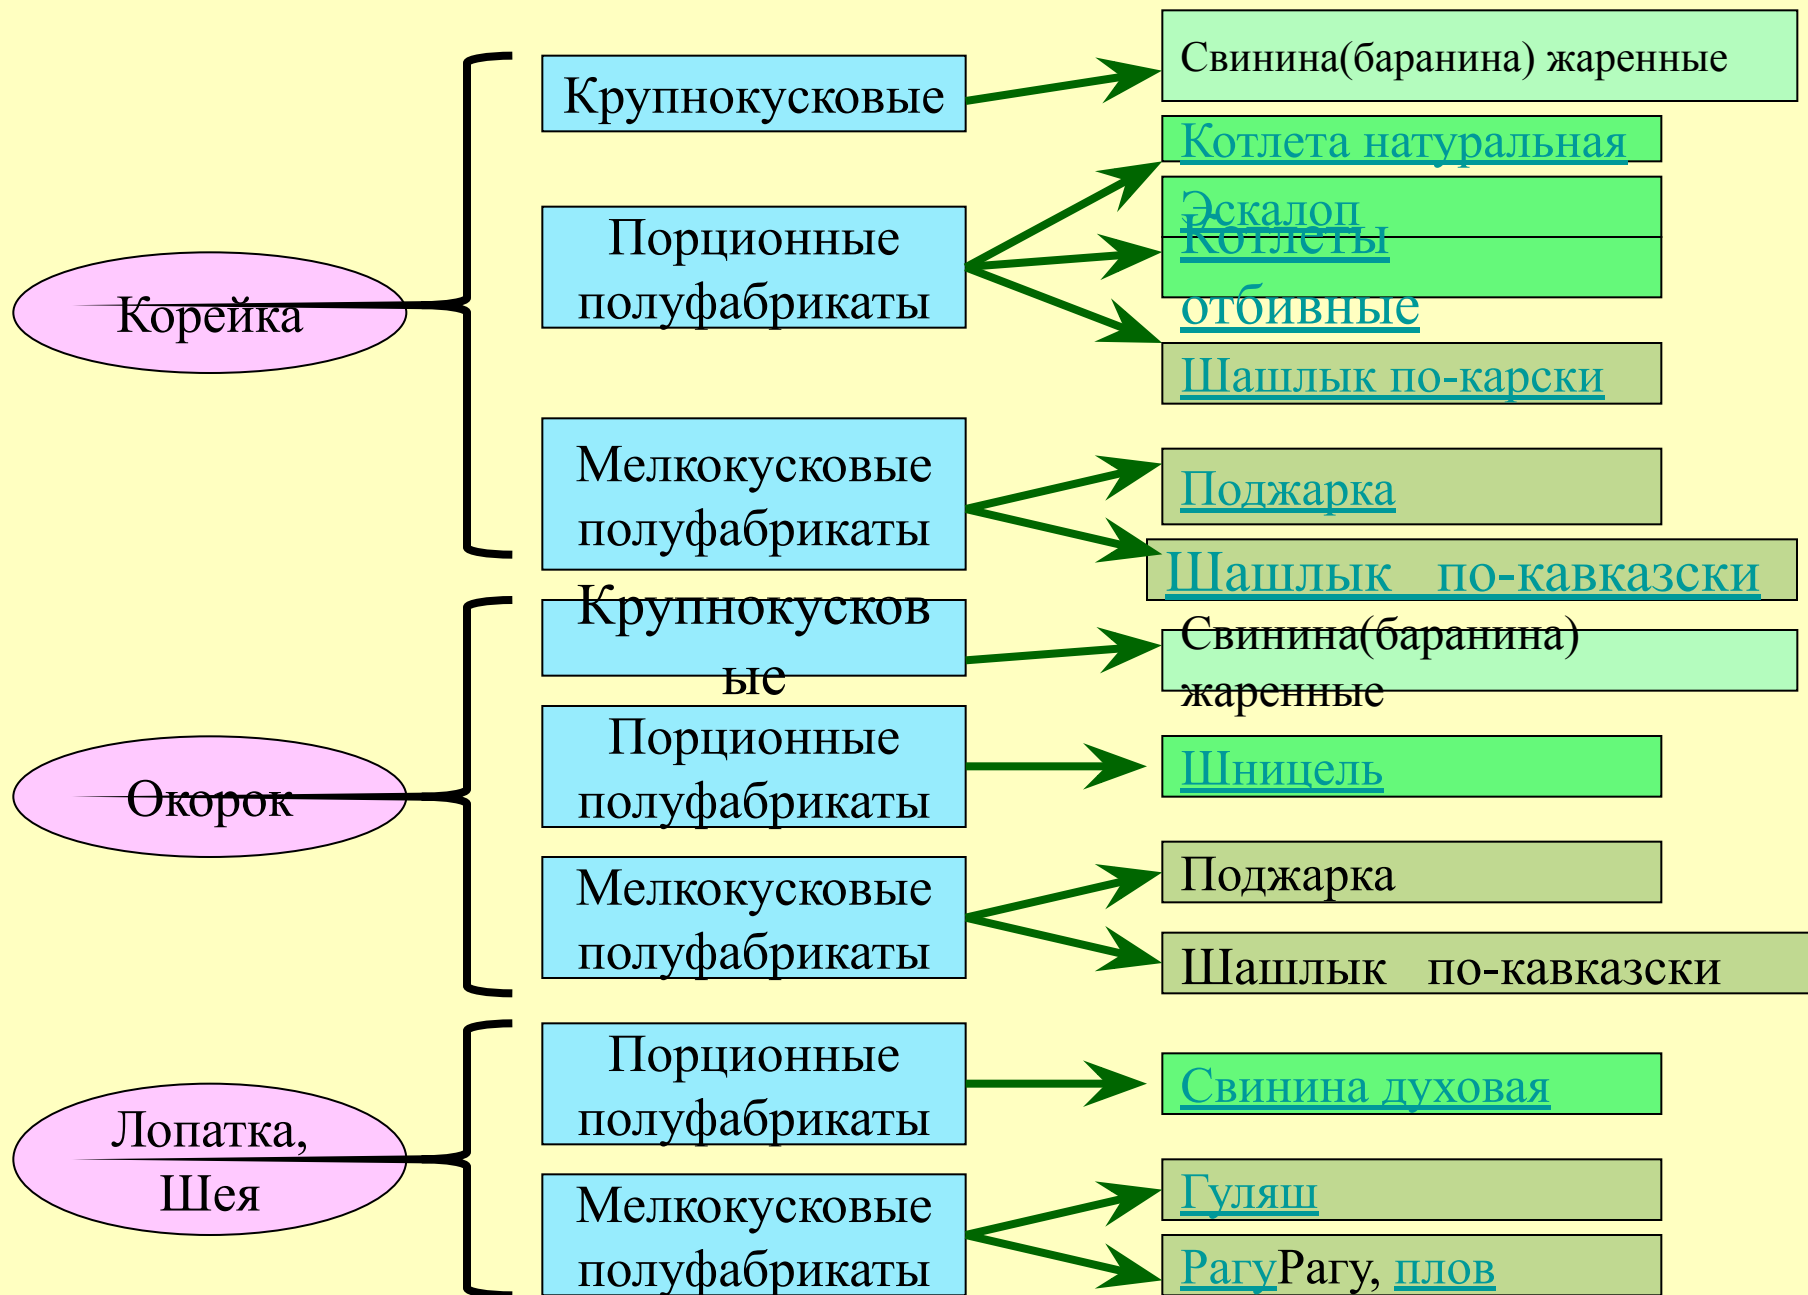 Корейка
Крупнокусковые
Свинина(баранина) жаренные
Порционные
полуфабрикаты
Котлета натуральная
Эскалоп
Котлеты
отбивные
Шашлык по-карски
Мелкокусковые
полуфабрикаты
Поджарка
Шашлык по-кавказски
Окорок
Крупнокусков
ые
Свинина(баранина)
жаренные
Порционные
полуфабрикаты
Шницель
Мелкокусковые
полуфабрикаты
Поджарка
Шашлык по-кавказски
Лопатка,
Шея
Порционные
полуфабрикаты
Свинина духовая
Мелкокусковые
полуфабрикаты
Гуляш
РагуРагу, плов